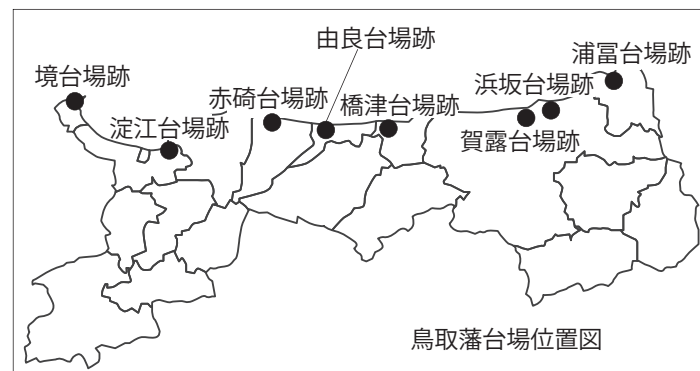 由良台場跡
浦冨台場跡
境台場跡
赤碕台場跡
橋津台場跡
浜坂台場跡
淀江台場跡
賀露台場跡
鳥取藩台場位置図